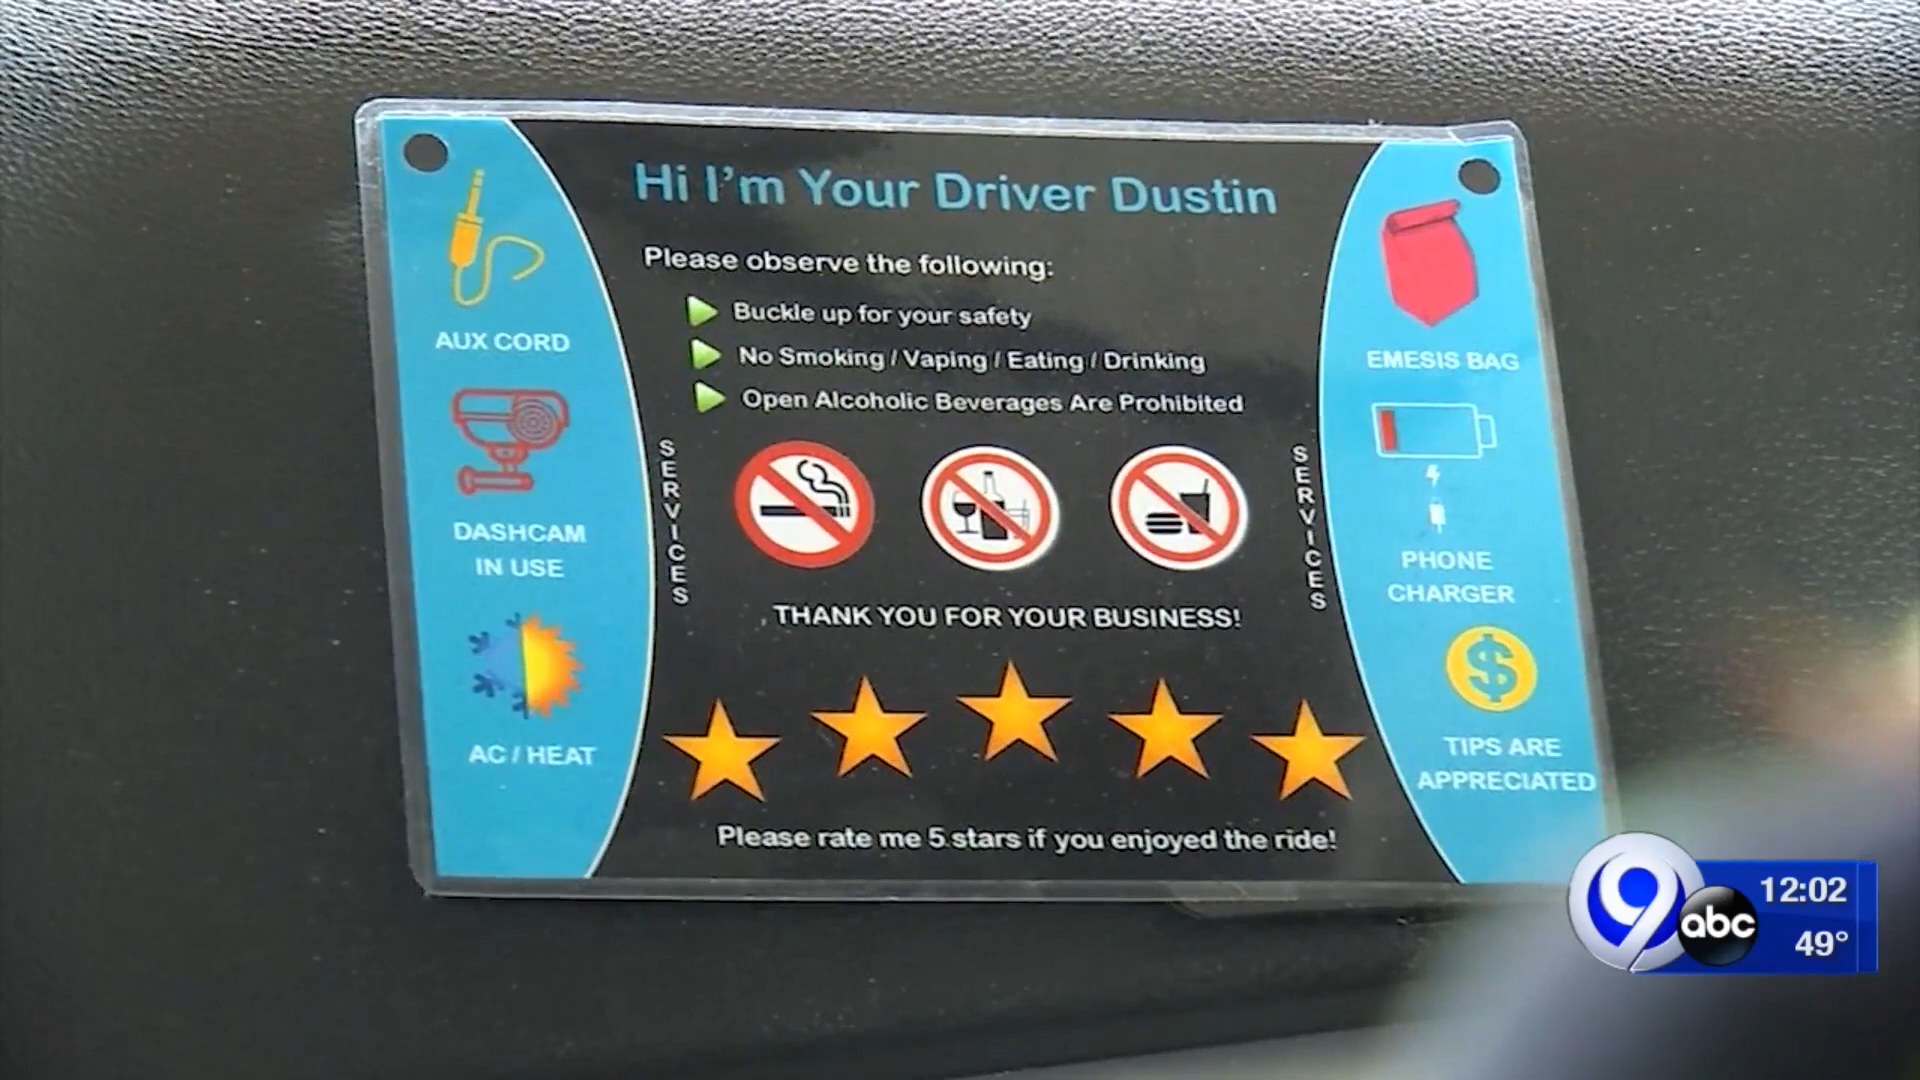 Hi I'm Your Driver Dustin
Please observe the following:
Buckle up for your safety
No Smoking / Vaping / Eating / Drinking
Open Alcoholic Beverages Are Prohibited
AUX CORD
DASHCAM
IN USE
AC / HEAT
SERVICES
SERVICES
EMESIS BAG
PHONE
CHARGER
$
TIPS ARE
APPRECIATED
THANK YOU FOR YOUR BUSINESS!
Please rate me 5 stars if you enjoyed the ride!
9
abc
12:02
49°